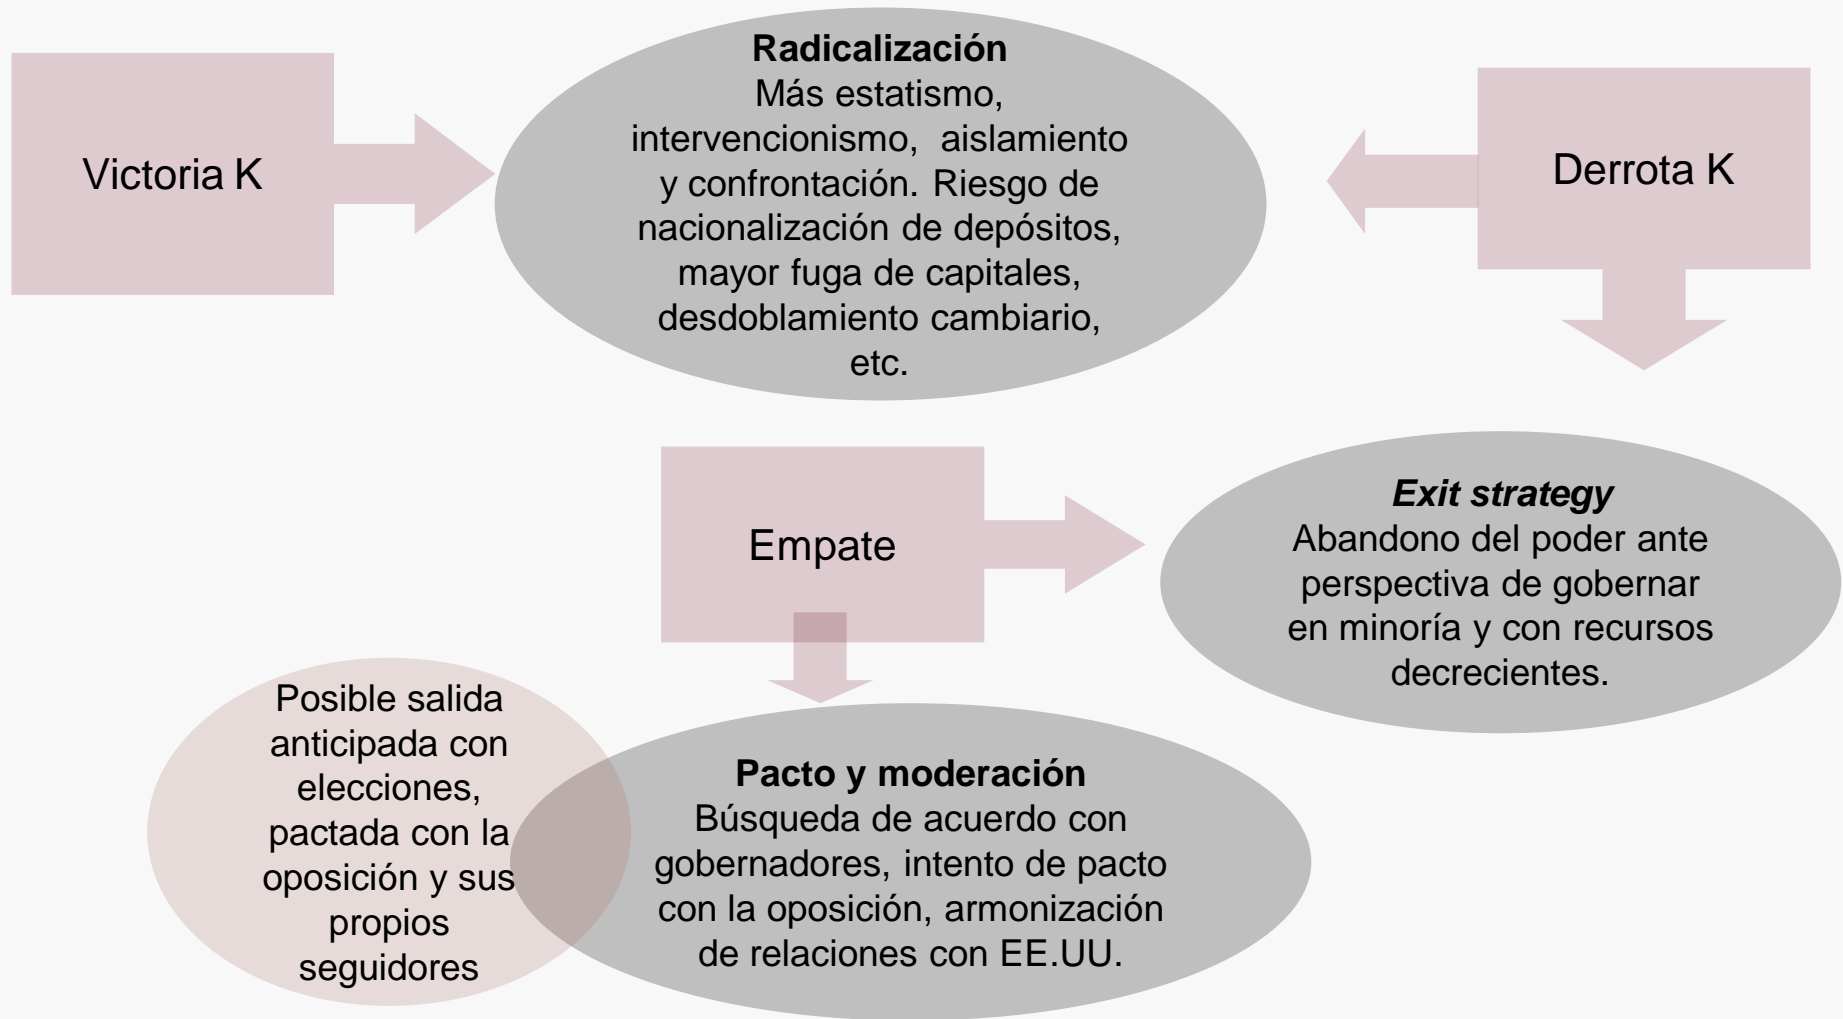 Victoria K
Radicalización
Más estatismo,
intervencionismo, aislamiento
y confrontación. Riesgo de
nacionalización de depósitos,
mayor fuga de capitales,
desdoblamiento cambiario,
etc.
Derrota K
Empate
Exit strategy
Abandono del poder ante
perspectiva de gobernar
en minoría y con recursos
decrecientes.
Posible salida
anticipada con
elecciones,
pactada con la
oposición y sus
propios
seguidores
Pacto y moderación
Búsqueda de acuerdo con
gobernadores, intento de pacto
con la oposición, armonización
de relaciones con EE.UU.